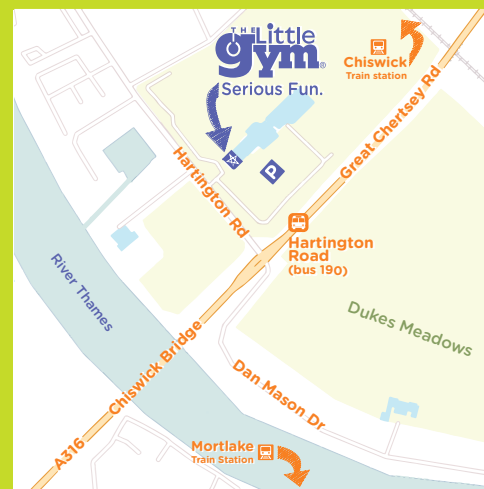 THE Little
gym®
Serious Fun.
Chiswick
Train station
Great Chertsey Rd
P
Hartington Rd
Hartington
Road
(bus 190)
River Thames
Dukes Meadows
Chiswick Bridge
Dan Mason Dr
A316
Mortlake
Train Station